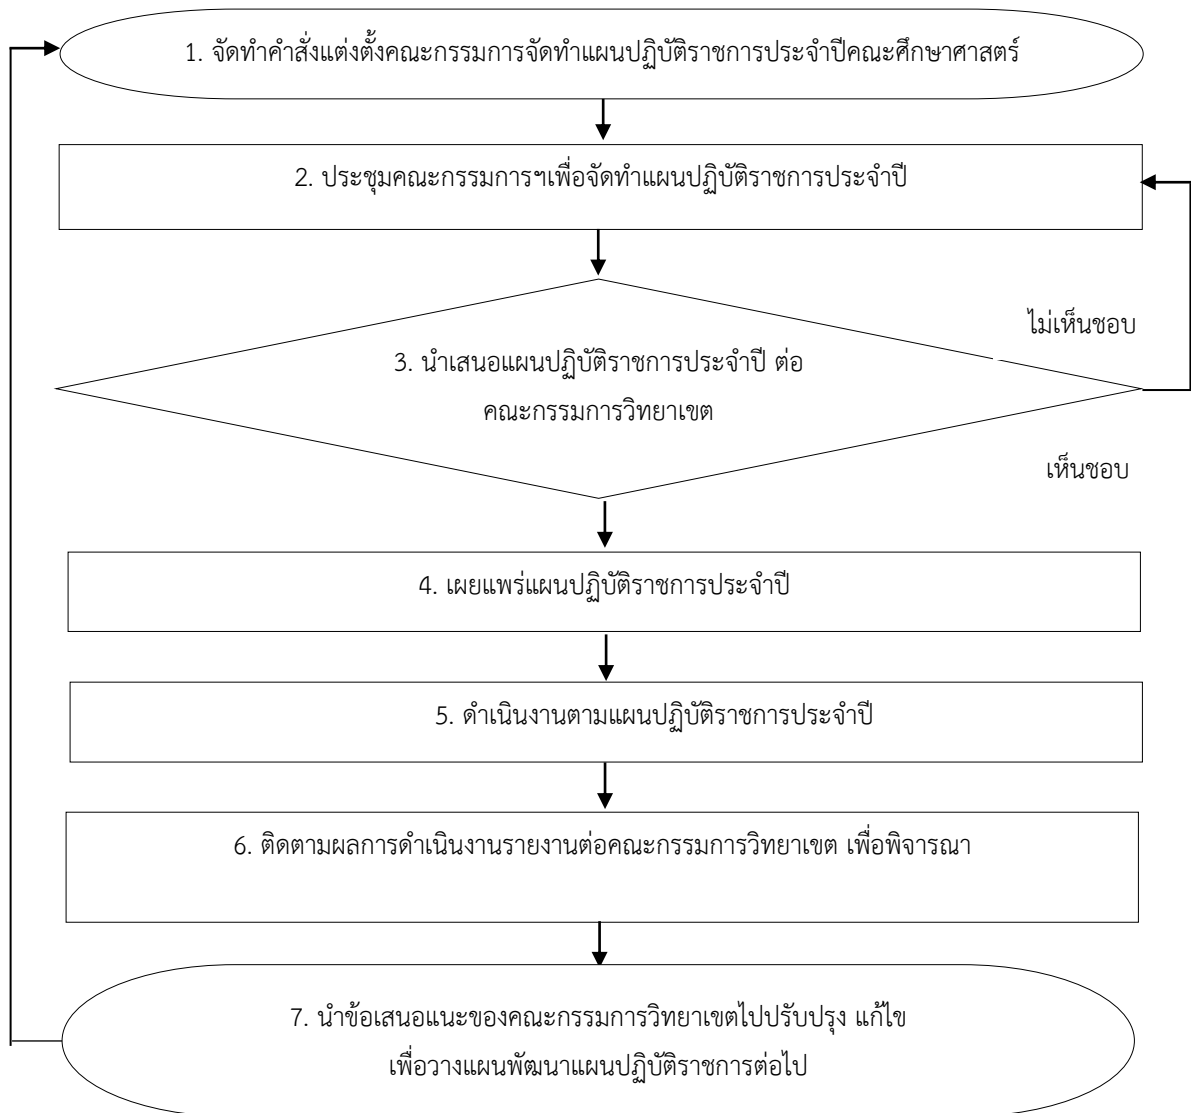 1. จัดทำคำสั่งแต่งตั้งคณะกรรมการจัดทำแผนปฏิบัติราชการประจำปีคณะศึกษาศาสตร์
2. ประชุมคณะกรรมการฯเพื่อจัดทำแผนปฏิบัติราชการประจำปี
ไม่เห็นชอบ
3. นำเสนอแผนปฏิบัติราชการประจำปี ต่อ
คณะกรรมการวิทยาเขต
เห็นชอบ
4. เผยแพร่แผนปฏิบัติราชการประจำปี
5. ดำเนินงานตามแผนปฏิบัติราชการประจำปี
6. ติดตามผลการดำเนินงานรายงานต่อคณะกรรมการวิทยาเขต เพื่อพิจารณา
7. นำข้อเสนอแนะของคณะกรรมการวิทยาเขตไปปรับปรุง แก้ไข
เพื่อวางแผนพัฒนาแผนปฏิบัติราชการต่อไป